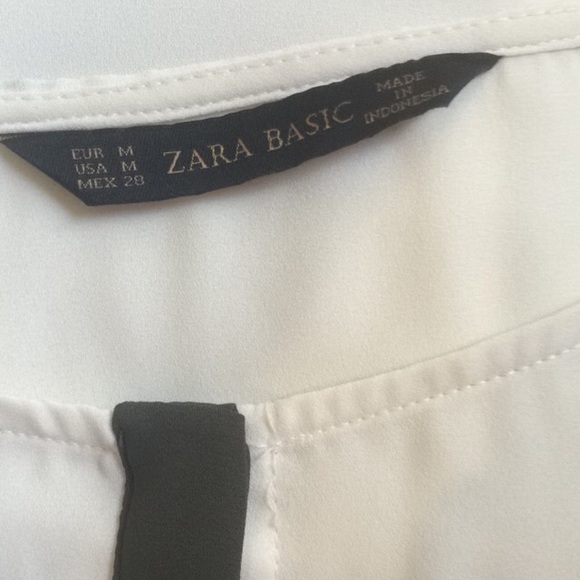 EUR M
USA M
MEX 28
ZARA BASIC
MADE
IN
INDONESIA